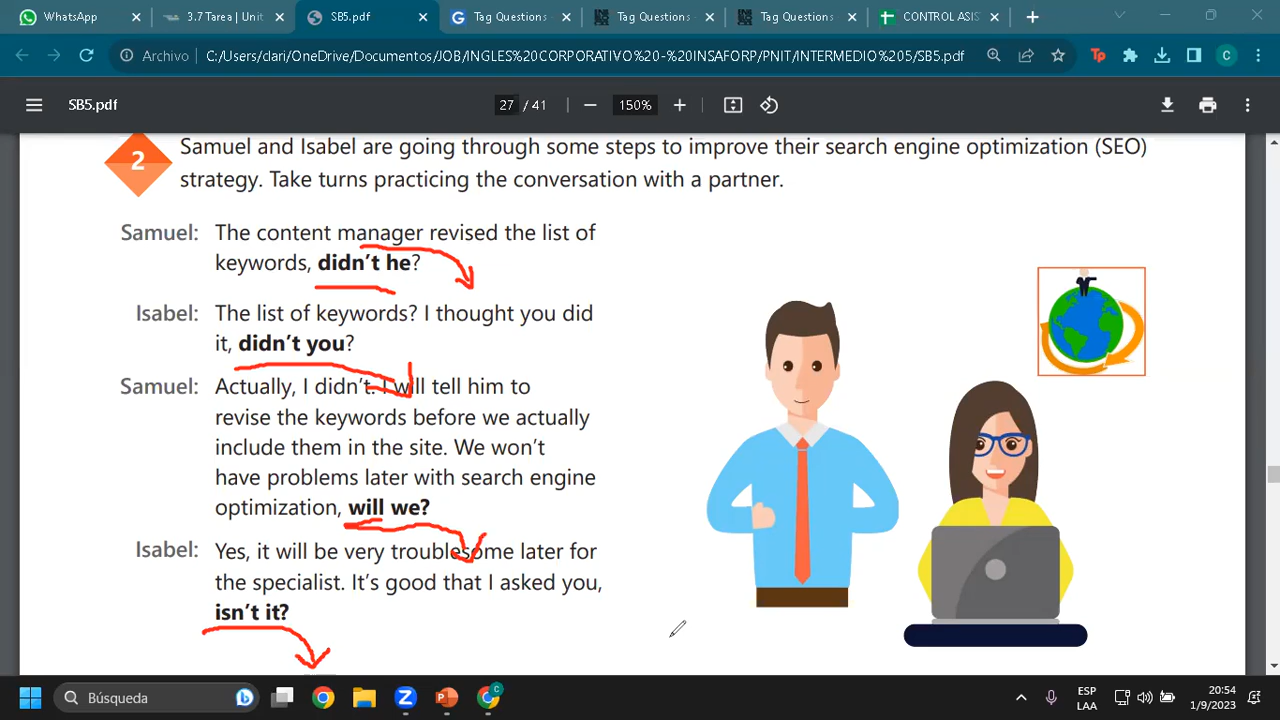 WhatsApp
3.7 Tarea | Unit
SB5.pdf
Tag Questions
Tag Questions
Tag Questions
CONTROL ASIS
Archivo
C:/Users/clari/OneDrive/Documentos/JOB/INGLES%20CORPORATIVO%20-%20INSAFORP/PNIT/INTERMEDIO%205/SB5.pdf
Tp
C
SB5.pdf
27 / 41
150%
2
Samuel and Isabel are going through some steps to improve their search engine optimization (SEO)
strategy. Take turns practicing the conversation with a partner.
Samuel: The content manager revised the list of
keywords, didn't he?
Isabel: The list of keywords? I thought you did
it, didn't you?
Samuel: Actually, I didn't. I will tell him to
revise the keywords before we actually
include them in the site. We won't
have problems later with search engine
optimization, will we?
Isabel: Yes, it will be very troublesome later for
the specialist. It's good that I asked you,
isn't it?
Búsqueda
ESP
LAA
20:54
1/9/2023